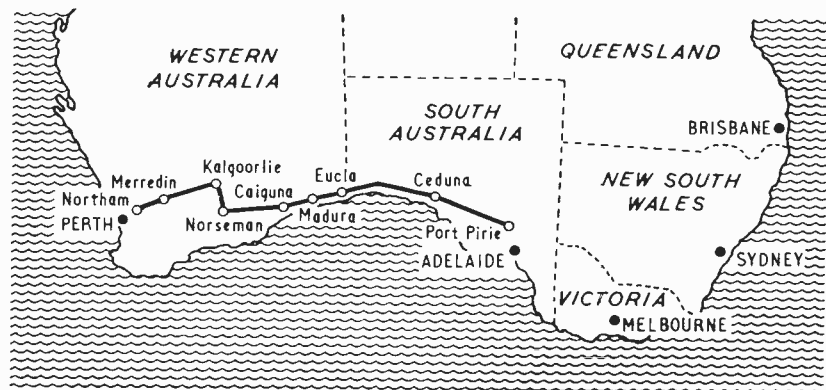 WESTERN
AUSTRALIA
QUEENSLAND
SOUTH
AUSTRALIA
BRISBANE
Kalgoorlie
Merredin
Eucla
Northam
Caiguna
Ceduna
NEW SOUTH
WALES
PERTH
Norseman
Madura
Port Pirie
ADELAIDE
SYDNEY
VICTORIA
MELBOURNE